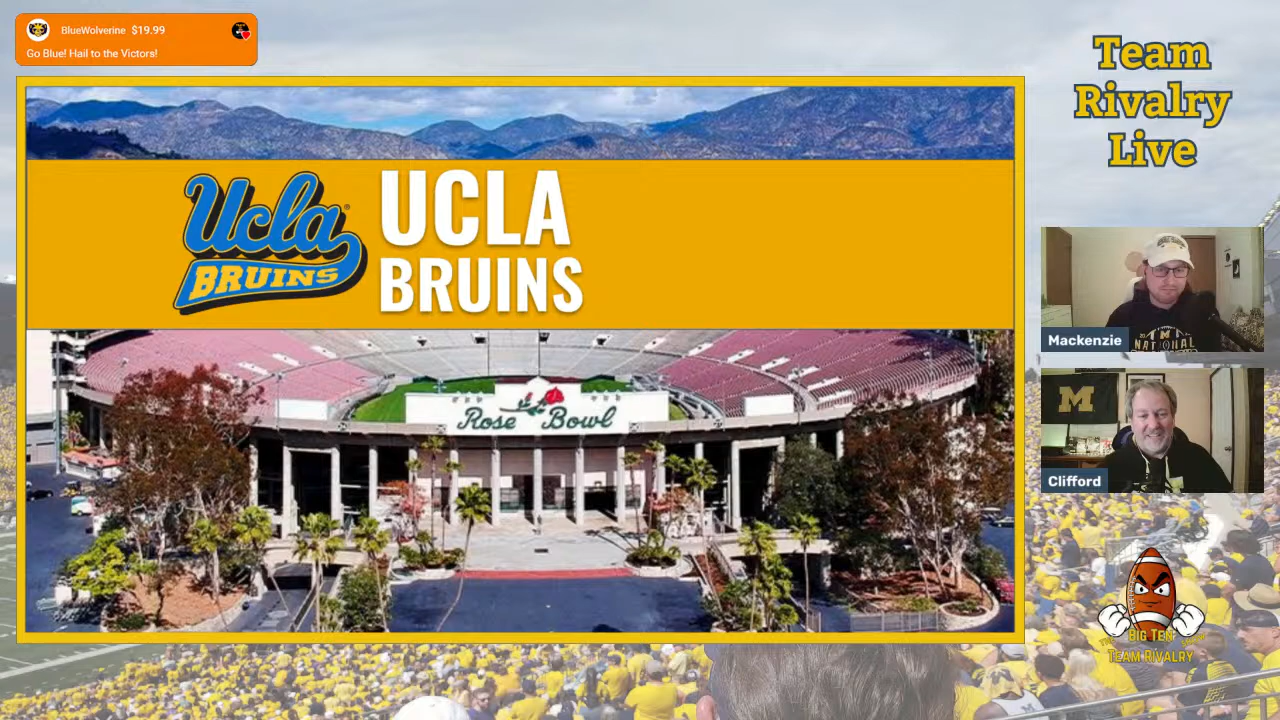 BlueWolverine $19.99
Go Blue! Hail to the Victors!
Team
Rivalry
Live
Ucla
BRUINS
UCLA
BRUINS
Rose Bowl
Mackenzie
NATIONAL
M
Clifford
BIG TEN
TEAM RIVALRY